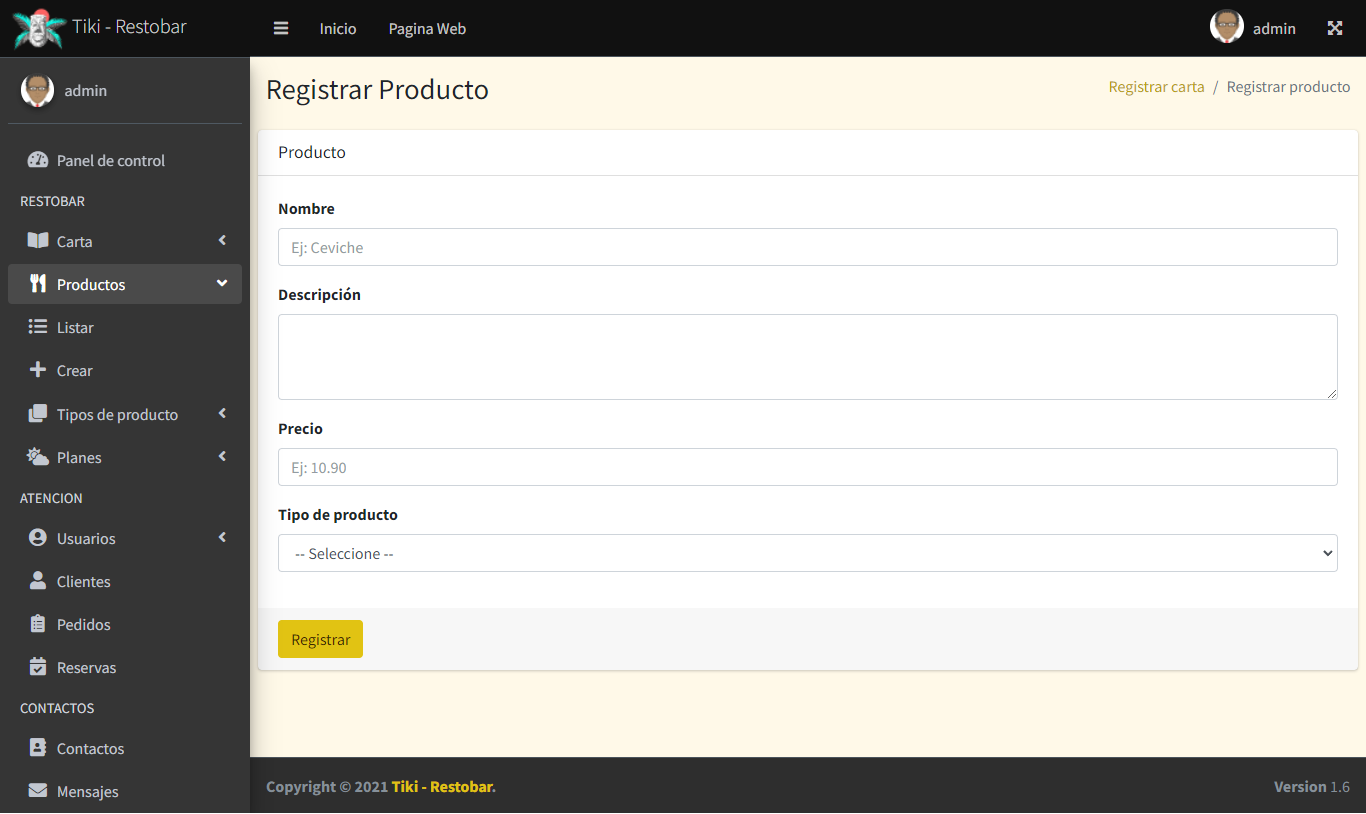 Tiki - Restobar
Inicio
Pagina Web
admin
admin
Panel de control
RESTOBAR
Carta
Productos
Listar
Crear
Tipos de producto
Planes
ATENCION
Usuarios
Clientes
Pedidos
Reservas
CONTACTOS
Contactos
Mensajes
Registrar Producto
Registrar carta / Registrar producto
Producto
Nombre
Ej: Ceviche
Descripción
Precio
Ej: 10.90
Tipo de producto
-- Seleccione --
Registrar
Copyright © 2021 Tiki - Restobar.
Version 1.6